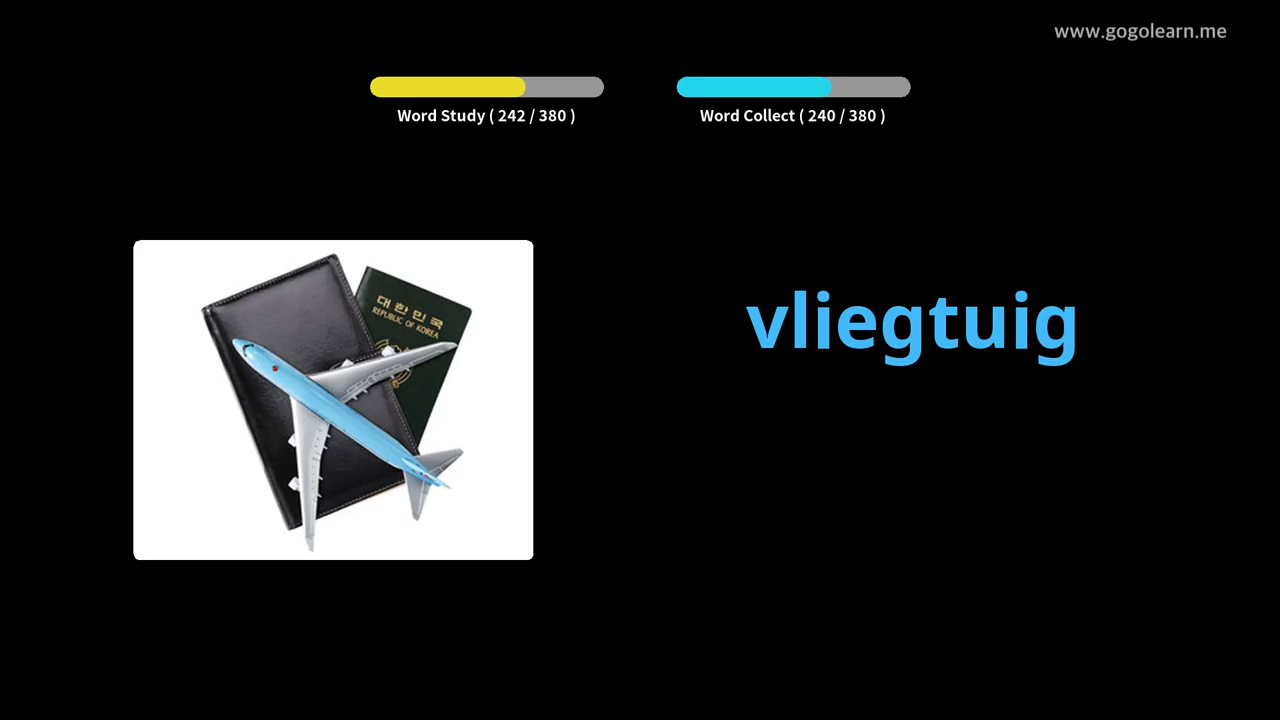 www.gogolearn.me
Word Study ( 242 / 380 )
Word Collect ( 240 / 380 )
대한민국
REPUBLIC OF KOREA
vliegtuig